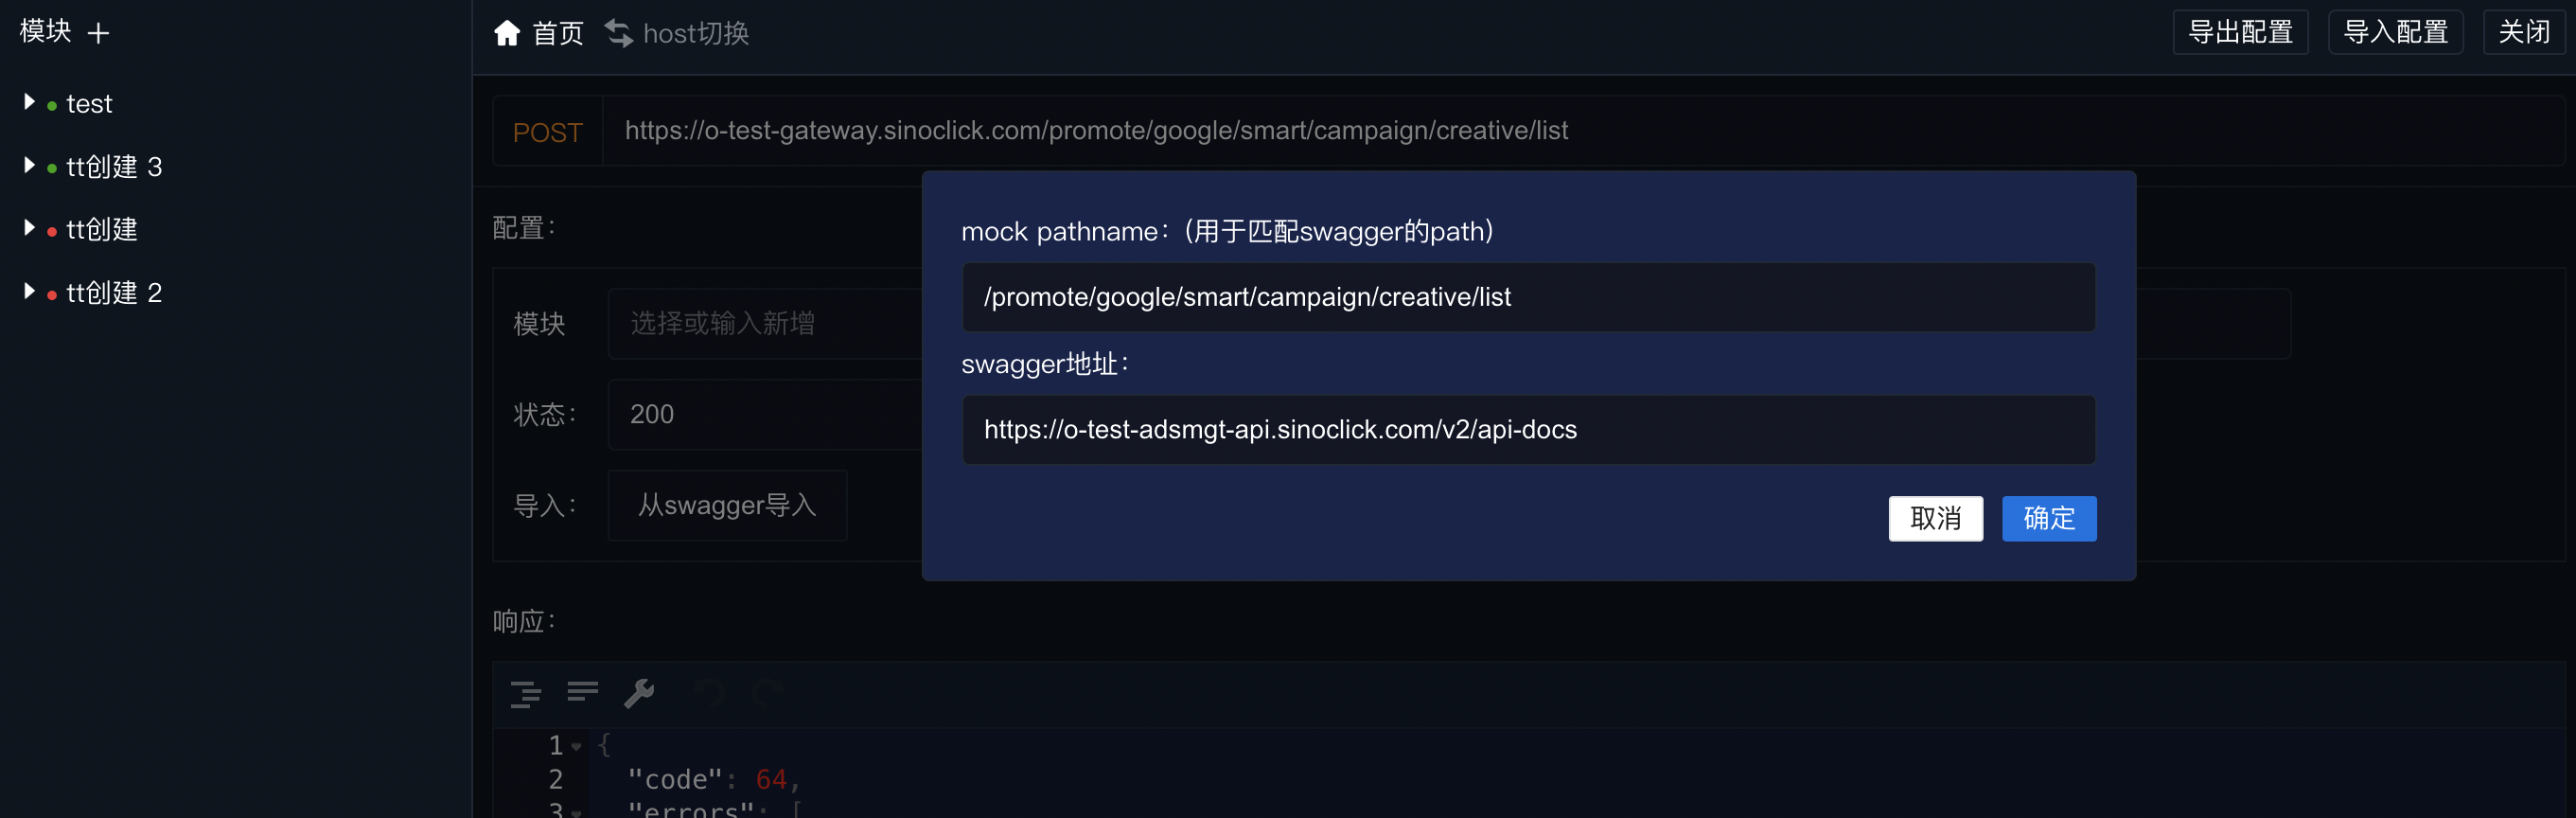 模块 +
test
tt创建 3
tt创建
tt创建 2
首页 host切换
导出配置 导入配置 关闭
POST https://o-test-gateway.sinoclick.com/promote/google/smart/campaign/creative/list
配置：
模块 选择或输入新增
状态： 200
导入： 从swagger导入
mock pathname：（用于匹配swagger的path）
/promote/google/smart/campaign/creative/list
swagger地址：
https://o-test-adsmgt-api.sinoclick.com/v2/api-docs
取消 确定
响应：
1 {
2 "code": 64,
3 "errors": [